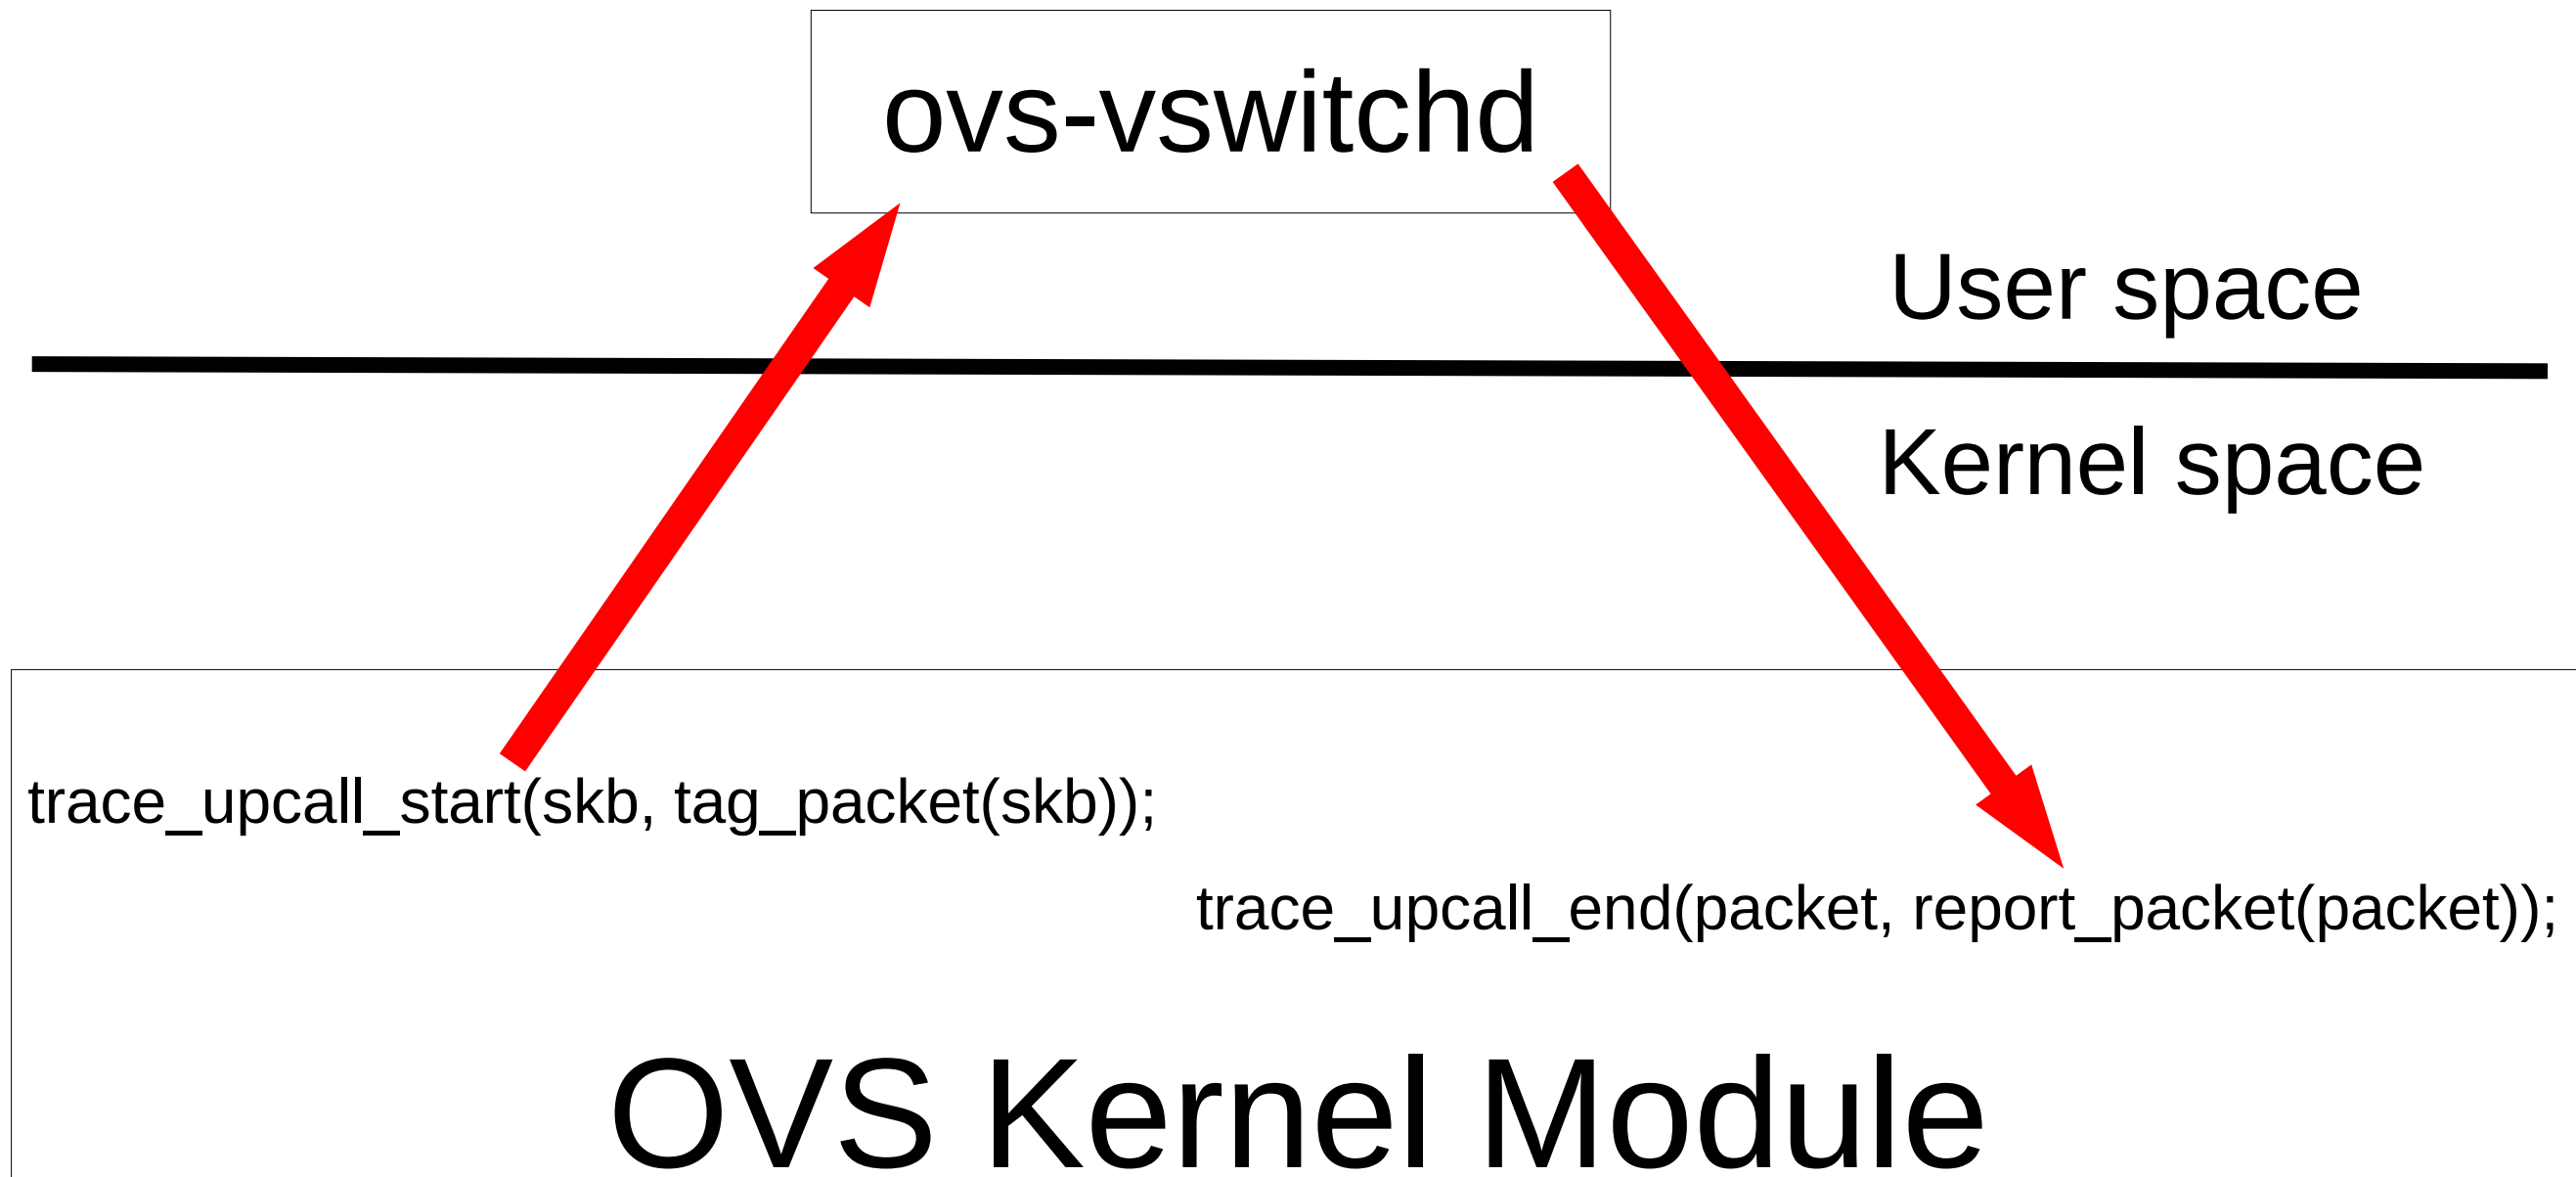 ovs-vswitchd
User space
Kernel space
trace_upcall_start(skb, tag_packet(skb));
trace_upcall_end(packet, report_packet(packet));
OVS Kernel Module